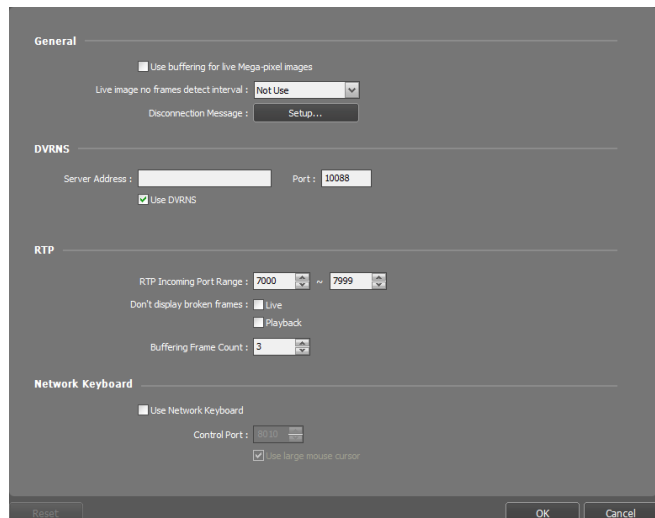 General
Use buffering for live Mega-pixel images
Live image no frames detect interval : Not Use
Disconnection Message : Setup...
DVRNS
Server Address : Port : 10088
Use DVRNS
RTP
RTP Incoming Port Range : 7000 ~ 7999
Don't display broken frames : Live
Playback
Buffering Frame Count : 3
Network Keyboard
Use Network Keyboard
Control Port : 8010
Use large mouse cursor
Reset OK Cancel